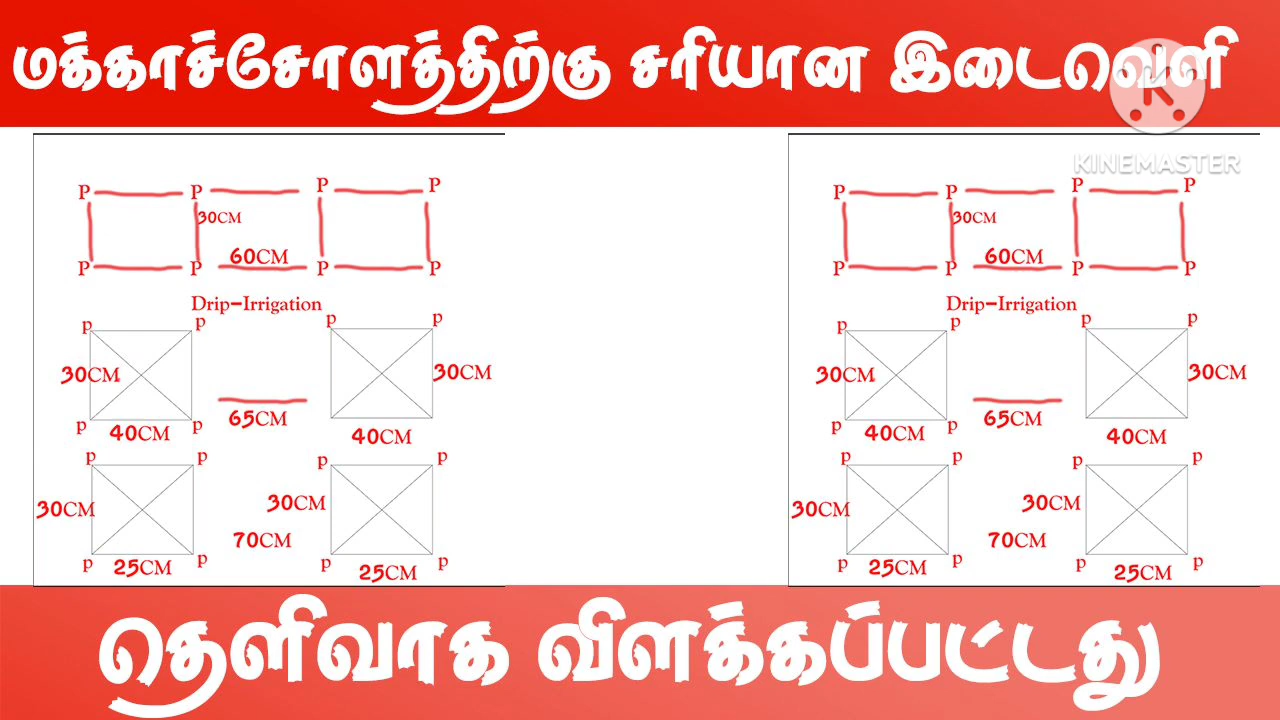 மக்காச்சோளத்திற்கு சரியான இடைவெளி
K
KINEMASTER
P P P P
30CM
60CM
P P P P
Drip-Irrigation
p p p p
30CM 30CM
65CM
p p
40CM 40CM
p p p p
30CM 30CM
70CM
p p p p
25CM 25CM
P P P P
30CM
60CM
P P P P
Drip-Irrigation
p p p p
30CM 30CM
65CM
p p
40CM 40CM
p p p p
30CM 30CM
70CM
p p p p
25CM 25CM
தெளிவாக விளக்கப்பட்டது